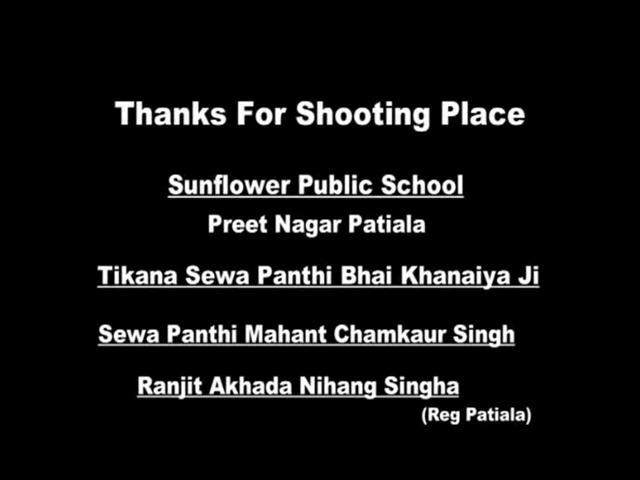 Thanks For Shooting Place
Sunflower Public School
Preet Nagar Patiala
Tikana Sewa Panthi Bhai Khanaiya Ji
Sewa Panthi Mahant Chamkaur Singh
Ranjit Akhada Nihang Singha
(Reg Patiala)